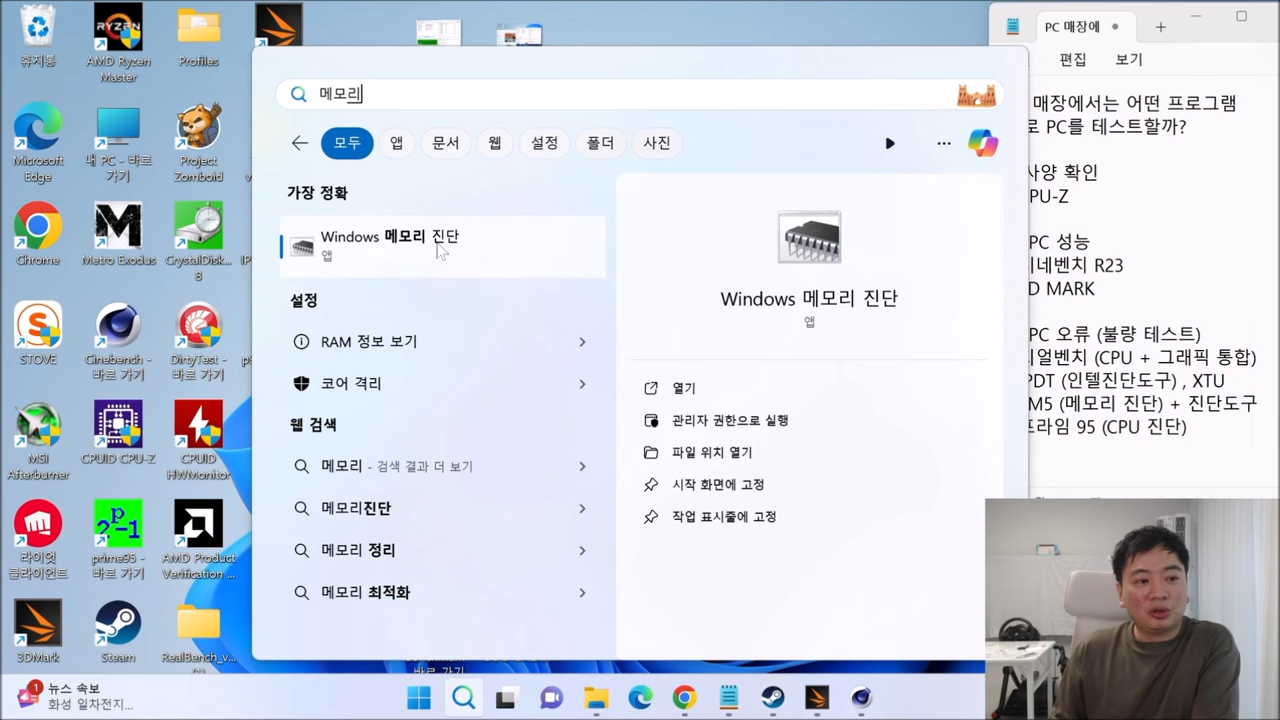 휴지통
AMD Ryzen
Master
Profiles
RYZEN
Microsoft
Edge
내 PC - 바로
가기
Project
Zomboid
Chrome
Metro Exodus
CrystalDisk...
8
STOVE
Cinebench -
바로 가기
DirtyTest -
바로 가기
MSI
Afterburner
CPUID CPU-Z
CPUID
HWMonitor
라이엇
클라이언트
prime95 -
바로 가기
AMD Product
Verification ...
3DMark
Steam
RealBench_v...
메모리
모두
앱
문서
웹
설정
폴더
사진
가장 정확
Windows 메모리 진단
앱
설정
RAM 정보 보기
코어 격리
웹 검색
메모리 - 검색 결과 더 보기
메모리진단
메모리 정리
메모리 최적화
Windows 메모리 진단
앱
열기
관리자 권한으로 실행
파일 위치 열기
시작 화면에 고정
작업 표시줄에 고정
PC 매장에
편집
보기
매장에서는 어떤 프로그램
로 PC를 테스트할까?
사양 확인
PU-Z
PC 성능
네벤치 R23
D MARK
PC 오류 (불량 테스트)
리얼벤치 (CPU + 그래픽 통합)
PDT (인텔진단도구) , XTU
M5 (메모리 진단) + 진단도구
프라임 95 (CPU 진단)
뉴스 속보
화성 일차전지...
1